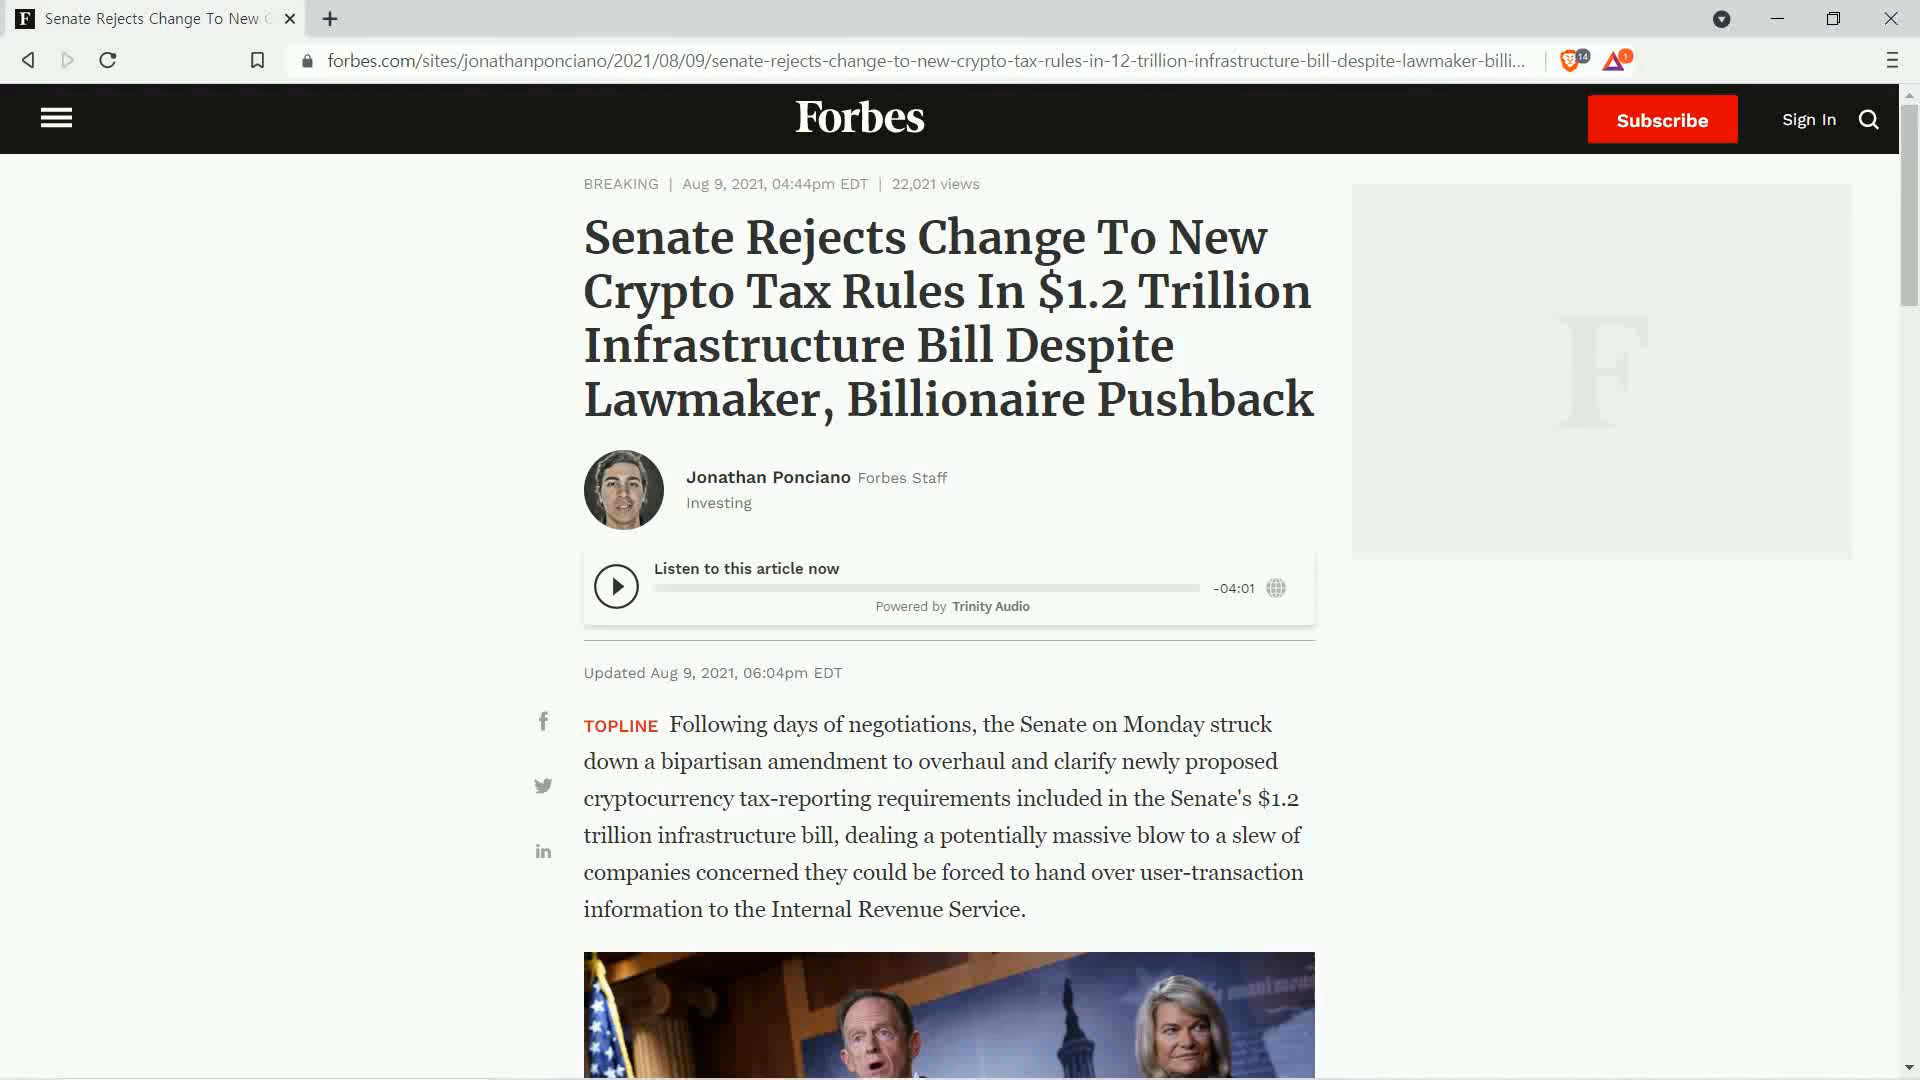 Senate Rejects Change To New
forbes.com/sites/jonathanponciano/2021/08/09/senate-rejects-change-to-new-crypto-tax-rules-in-12-trillion-infrastructure-bill-despite-lawmaker-billi...
14
1
Forbes
Subscribe
Sign In
BREAKING | Aug 9, 2021, 04:44pm EDT | 22,021 views
Senate Rejects Change To New
Crypto Tax Rules In $1.2 Trillion
Infrastructure Bill Despite
Lawmaker, Billionaire Pushback
Jonathan Ponciano Forbes Staff
Investing
Listen to this article now
-04:01
Powered by Trinity Audio
Updated Aug 9, 2021, 06:04pm EDT
TOPLINE Following days of negotiations, the Senate on Monday struck
down a bipartisan amendment to overhaul and clarify newly proposed
cryptocurrency tax-reporting requirements included in the Senate's $1.2
trillion infrastructure bill, dealing a potentially massive blow to a slew of
companies concerned they could be forced to hand over user-transaction
information to the Internal Revenue Service.
F